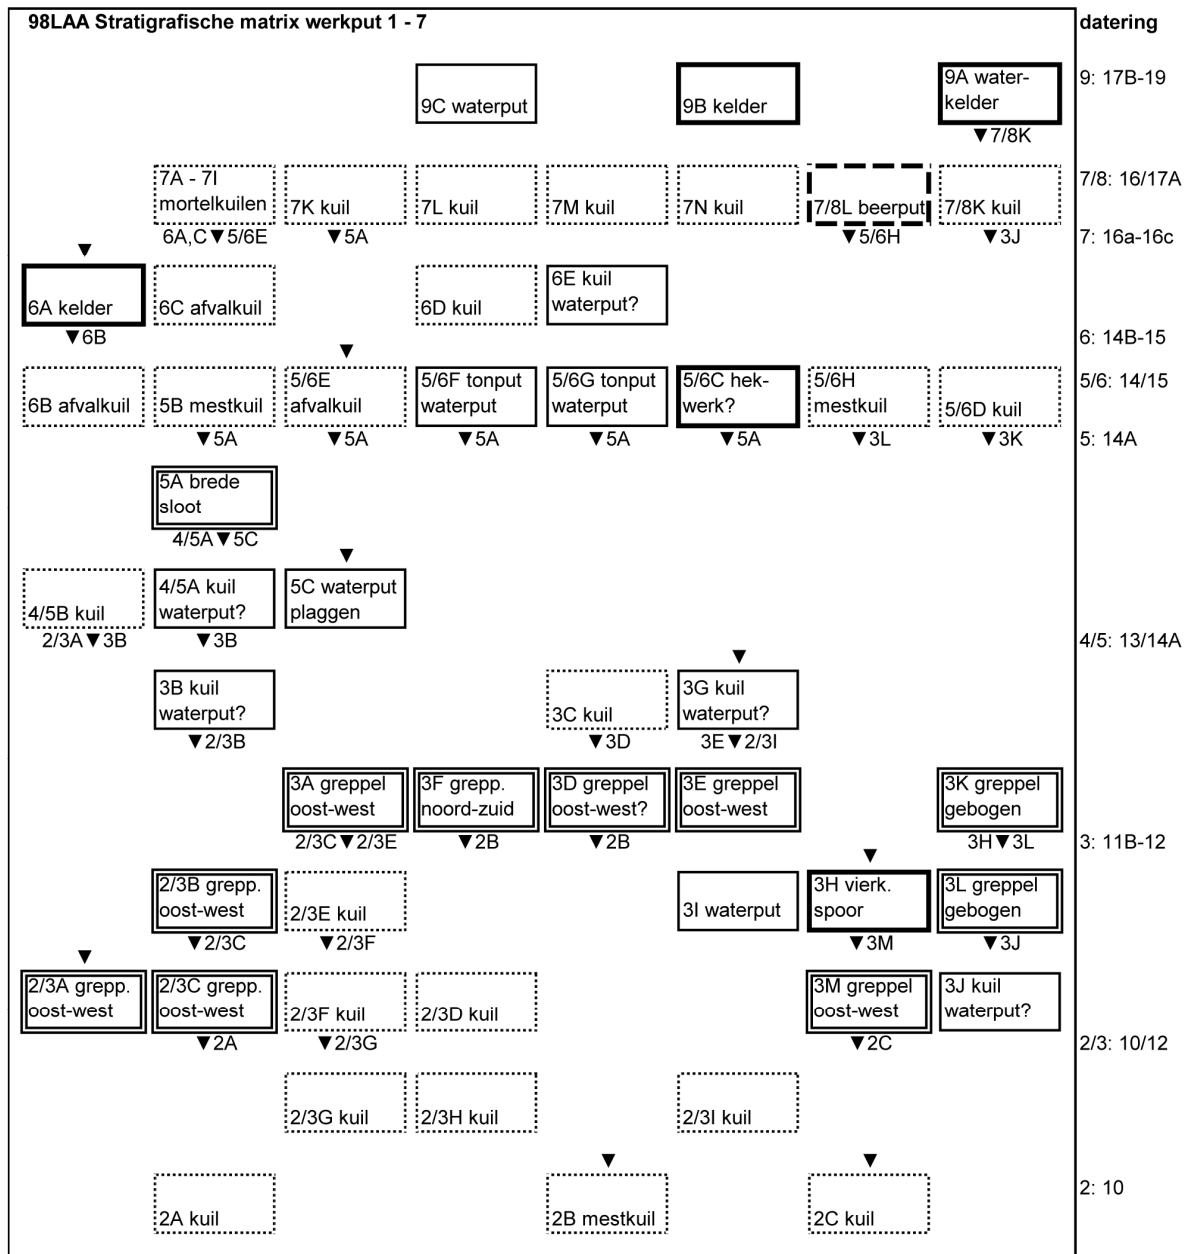 98LAA Stratigrafische matrix werkput 1 - 7
datering
9C waterput
9B kelder
9A water-
kelder
9: 17B-19
▼7/8K
7A - 7I
mortelkuilen
7K kuil
7L kuil
7M kuil
7N kuil
7/8L beerput
7/8K kuil
7/8: 16/17A
6A,C▼5/6E
▼5A
▼5/6H
▼3J
7: 16a-16c
▼
6A kelder
6C afvalkuil
6D kuil
6E kuil
waterput?
▼6B
▼
6: 14B-15
6B afvalkuil
5B mestkuil
5/6E
afvalkuil
5/6F tonput
waterput
5/6G tonput
waterput
5/6C hek-
werk?
5/6H
mestkuil
5/6D kuil
5/6: 14/15
▼5A
▼5A
▼5A
▼5A
▼5A
▼3L
▼3K
5: 14A
5A brede
sloot
4/5A▼5C
▼
4/5B kuil
4/5A kuil
waterput?
5C waterput
plaggen
2/3A▼3B
▼3B
4/5: 13/14A
▼
3B kuil
waterput?
3C kuil
3G kuil
waterput?
▼2/3B
▼3D
3E▼2/3I
3A greppel
oost-west
3F grepp.
noord-zuid
3D greppel
oost-west?
3E greppel
oost-west
3K greppel
gebogen
2/3C▼2/3E
▼2B
▼2B
3H▼3L
3: 11B-12
▼
2/3B grepp.
oost-west
2/3E kuil
3I waterput
3H vierk.
spoor
3L greppel
gebogen
▼2/3C
▼2/3F
▼3M
▼3J
▼
2/3A grepp.
oost-west
2/3C grepp.
oost-west
2/3F kuil
2/3D kuil
3M greppel
oost-west
3J kuil
waterput?
▼2A
▼2/3G
▼2C
2/3: 10/12
2/3G kuil
2/3H kuil
2/3I kuil
▼
▼
2A kuil
2B mestkuil
2C kuil
2: 10